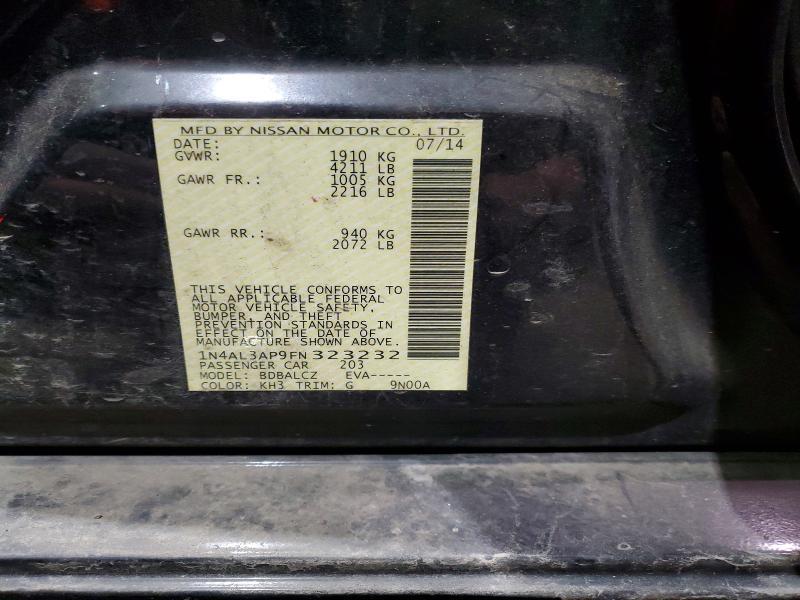 MFD BY NISSAN MOTOR CO., LTD.
DATE: 07/14
GVWR: 1910 KG
4211 LB
GAWR FR.: 1005 KG
2216 LB
GAWR RR.: 940 KG
2072 LB
THIS VEHICLE CONFORMS TO
ALL APPLICABLE FEDERAL
MOTOR VEHICLE SAFETY,
BUMPER, AND THEFT
PREVENTION STANDARDS IN
EFFECT ON THE DATE OF
MANUFACTURE SHOWN ABOVE.
1N4AL3AP9FN323232
PASSENGER CAR 203
MODEL: BDBALCZ EVA-----
COLOR: KH3 TRIM: G 9N00A